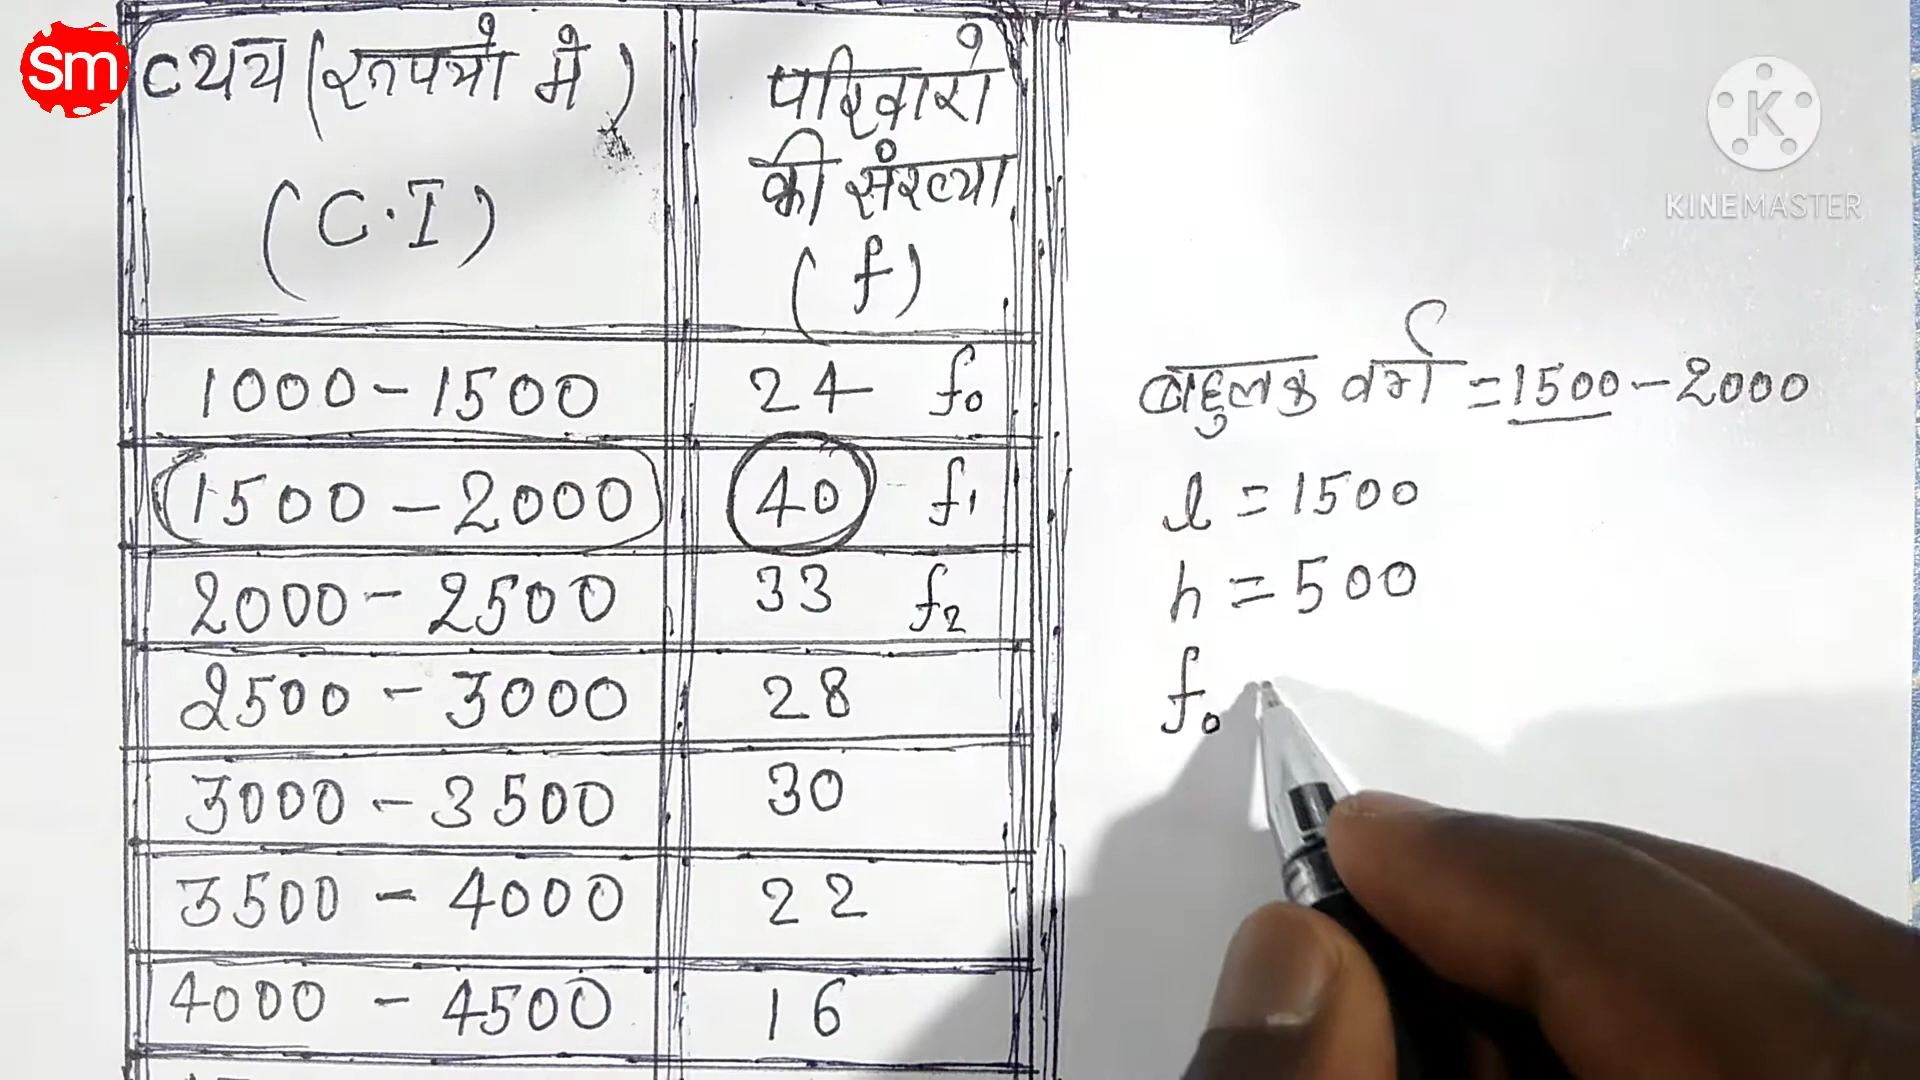 Sm
व्यय (रूपयो मे)
(C.I)
परिवारो
की संख्या
(f)
1000-1500 24 f₀
1500-2000 40 f₁
2000-2500 33 f₂
2500-3000 28
3000-3500 30
3500-4000 22
4000-4500 16
K
KINEMASTER
बाहुलक वर्ग =1500-2000
l =1500
h =500
f₀